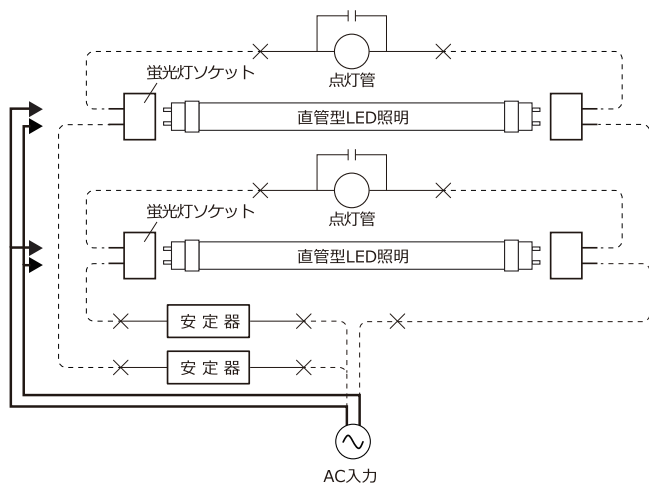 点灯管
蛍光灯ソケット
直管型LED照明
点灯管
蛍光灯ソケット
直管型LED照明
安定器
安定器
AC入力